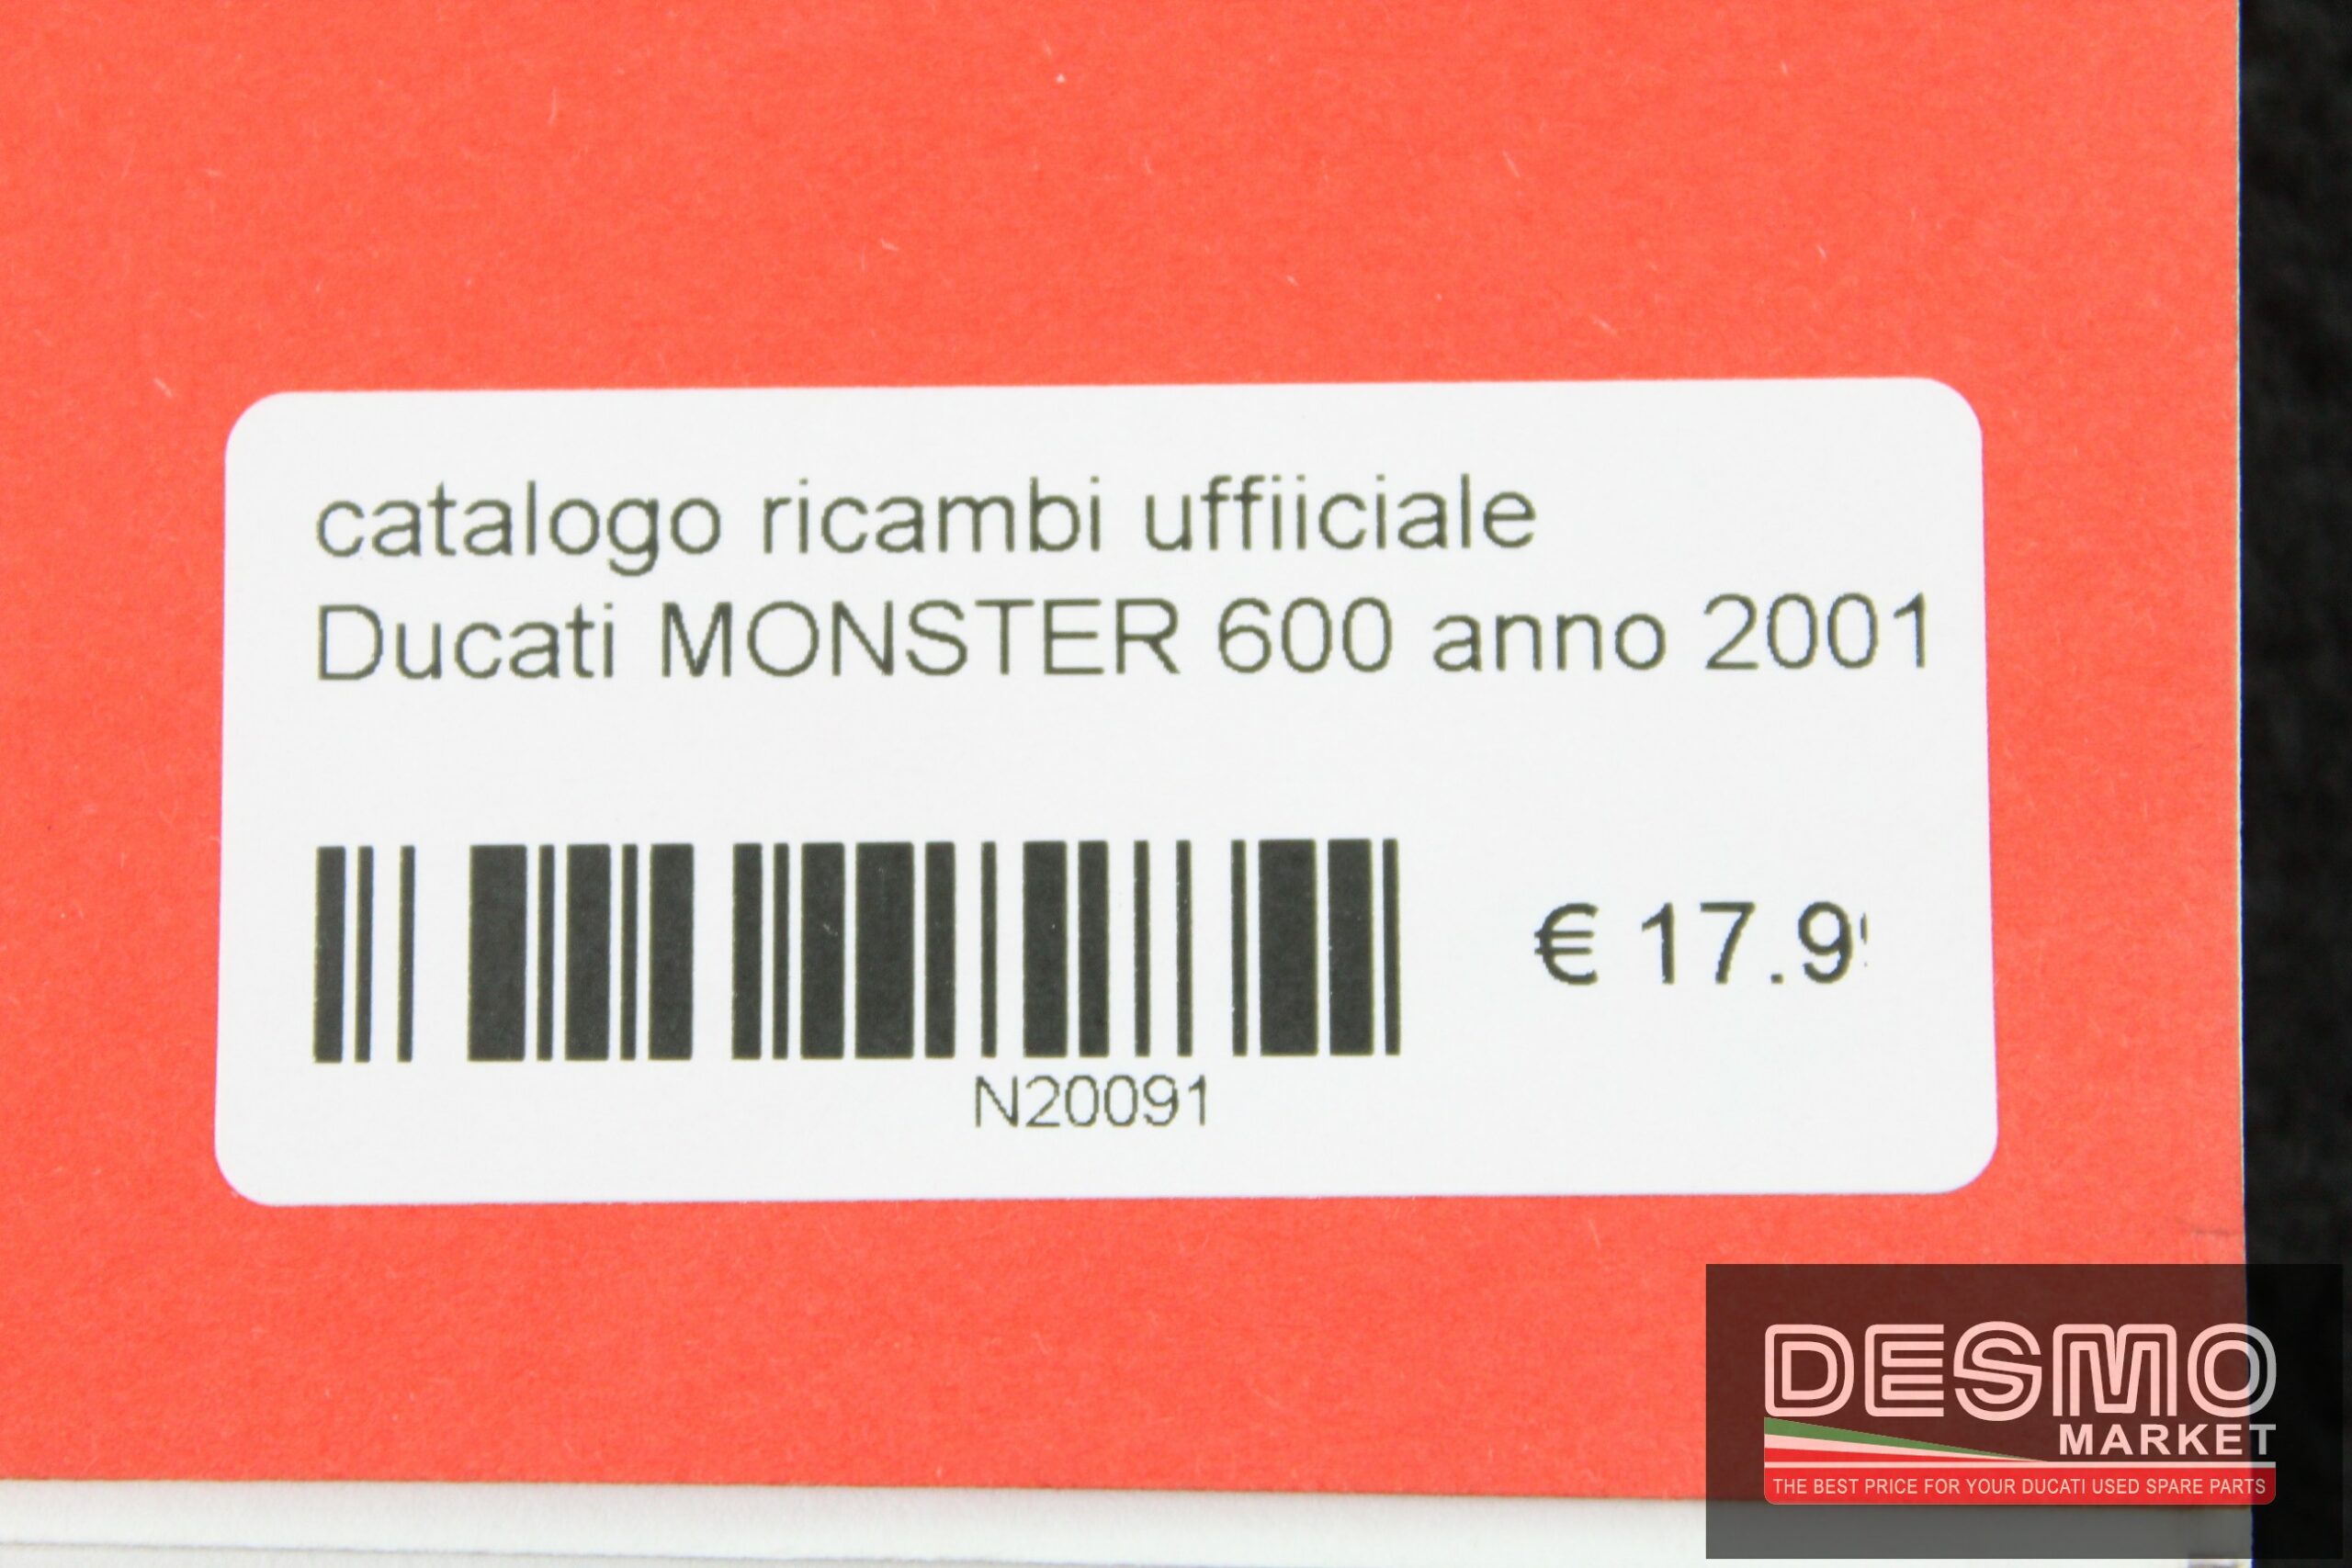 catalogo ricambi uffiiciale
Ducati MONSTER 600 anno 2001
€ 17.9
N20091
DESMO
MARKET
THE BEST PRICE FOR YOUR DUCATI USED SPARE PARTS